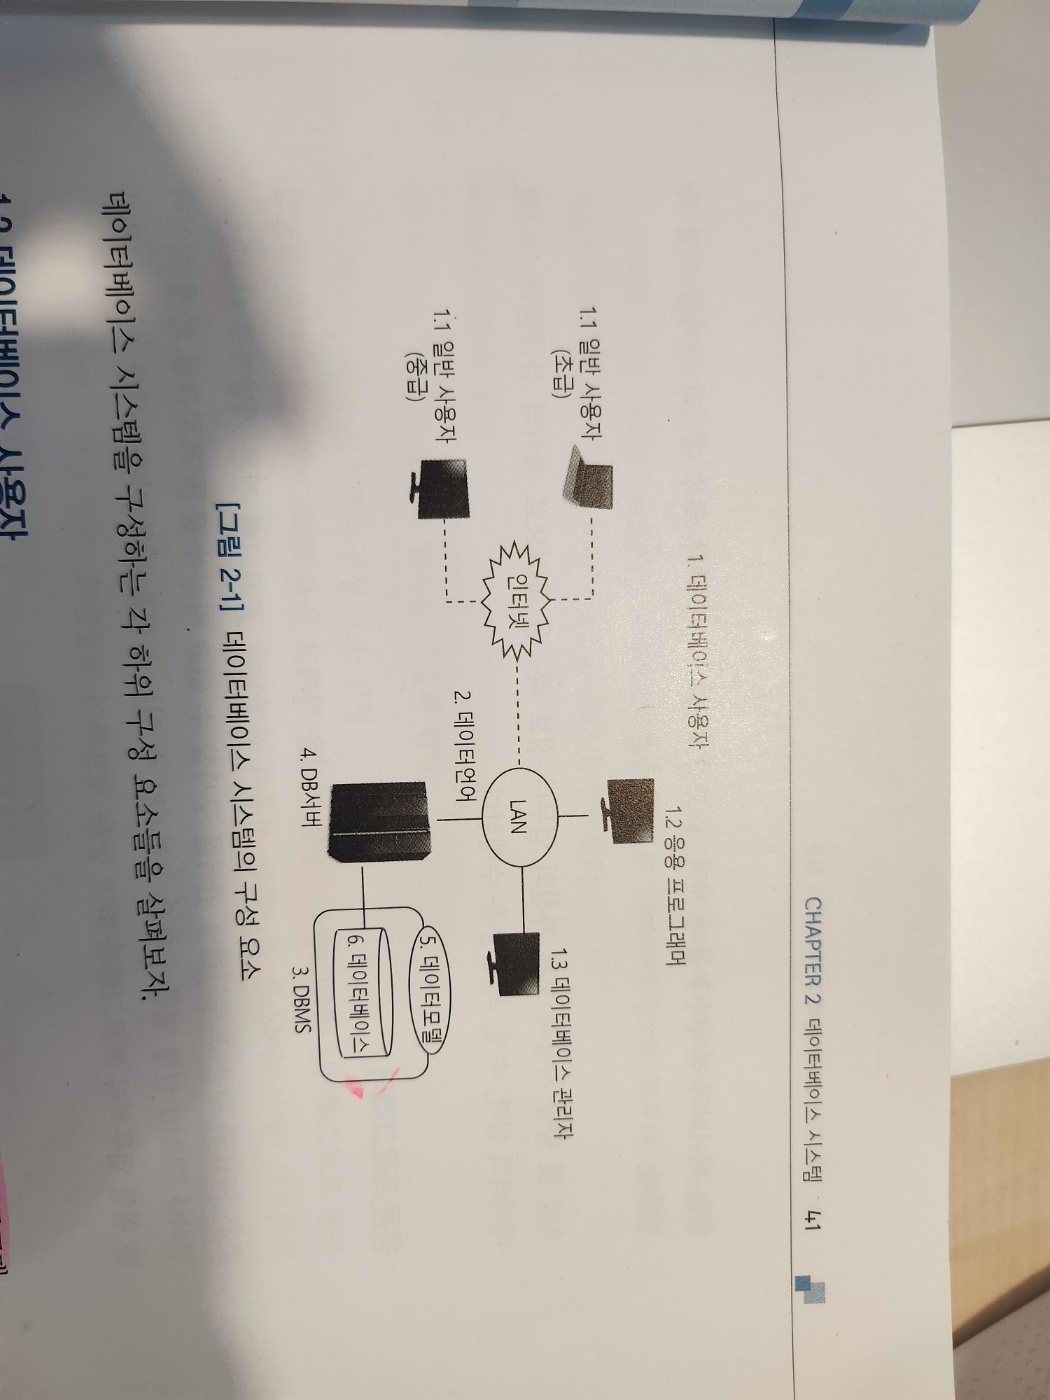 CHAPTER 2 데이터베이스 시스템 41
1. 데이터베이스 사용자
1.2 응용 프로그래머
1.1 일반 사용자
(초급)
1.3 데이터베이스 관리자
인터넷
LAN
1.1 일반 사용자
(중급)
2. 데이터언어
5. 데이터모델
6. 데이터베이스
4. DB서버
3. DBMS
[그림 2-1] 데이터베이스 시스템의 구성 요소
데이터베이스 시스템을 구성하는 각 하위 구성 요소들을 살펴보자.
1.2 데이터베이스 사용자